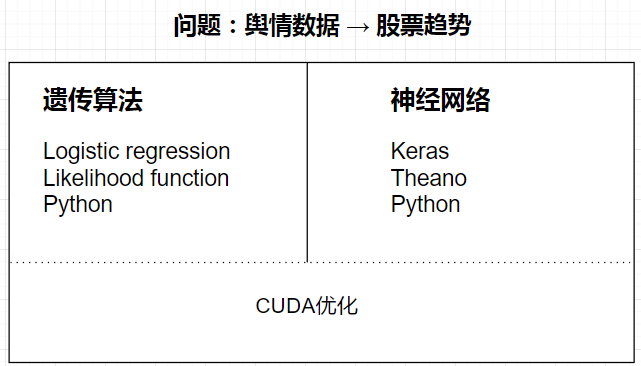 问题：舆情数据 → 股票趋势
遗传算法
Logistic regression
Likelihood function
Python
神经网络
Keras
Theano
Python
CUDA优化